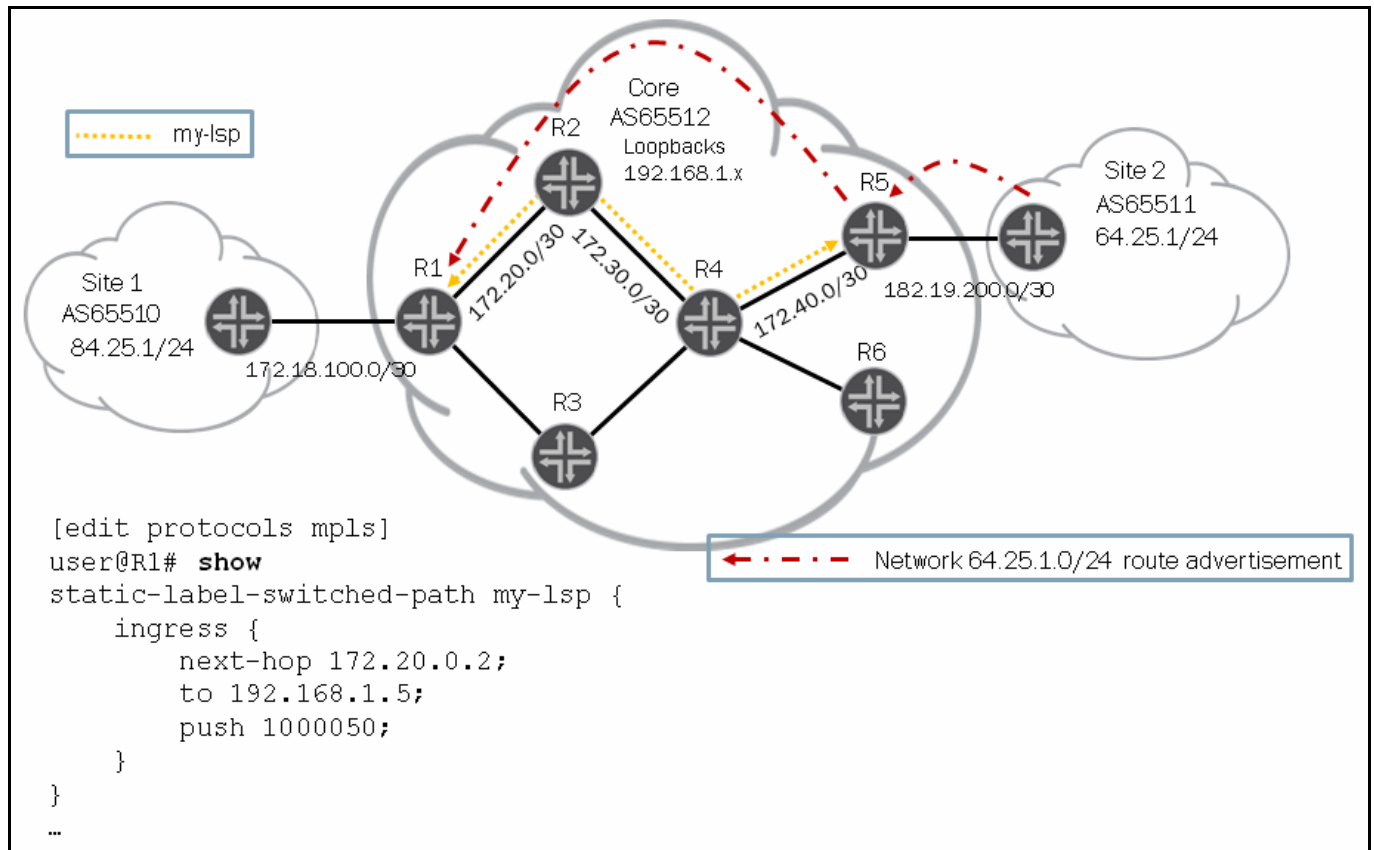 my-lsp
Core
AS65512
Loopbacks
192.168.1.x
R2
R5
Site 2
AS65511
64.25.1/24
Site 1
AS65510
84.25.1/24
R1
172.20.0/30
172.30.0/30
R4
172.40.0/30
182.19.200.0/30
172.18.100.0/30
R3
R6
[edit protocols mpls]
user@R1# show
static-label-switched-path my-lsp {
ingress {
next-hop 172.20.0.2;
to 192.168.1.5;
push 1000050;
}
}
…
Network 64.25.1.0/24 route advertisement